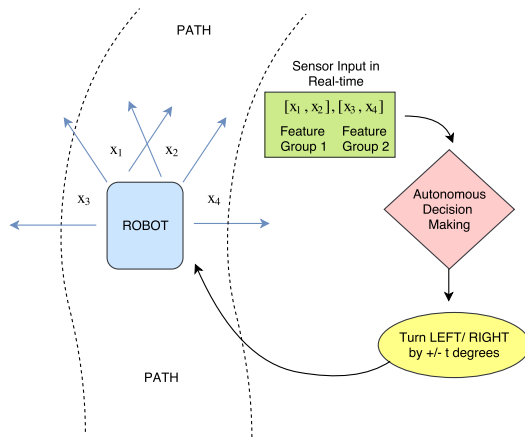 PATH
Sensor Input in
Real-time
[x₁ , x₂], [x₃ , x₄]
Feature Feature
Group 1 Group 2
x₁ x₂
x₃ x₄
ROBOT
Autonomous
Decision
Making
Turn LEFT/ RIGHT
by +/- t degrees
PATH